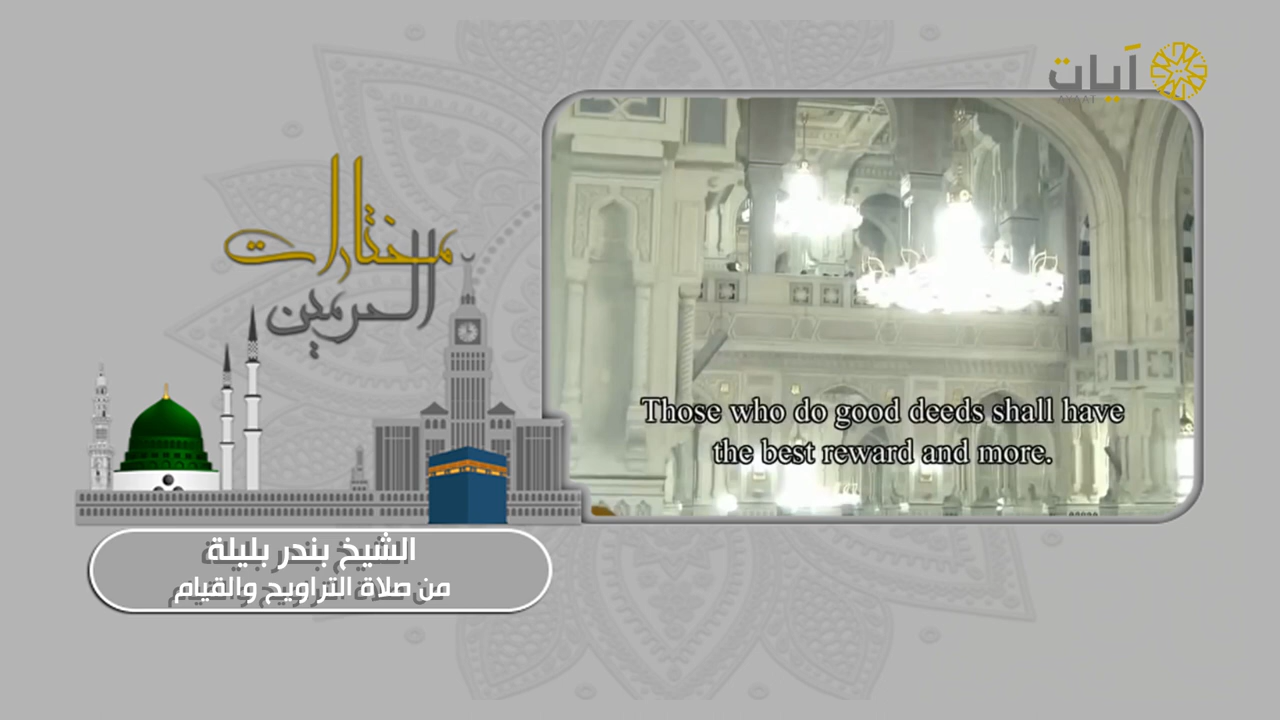 آيات
مختارات
الحرمين
Those who do good deeds shall have
the best reward and more.
الشيخ بندر بليلة
من صلاة التراويح والقيام